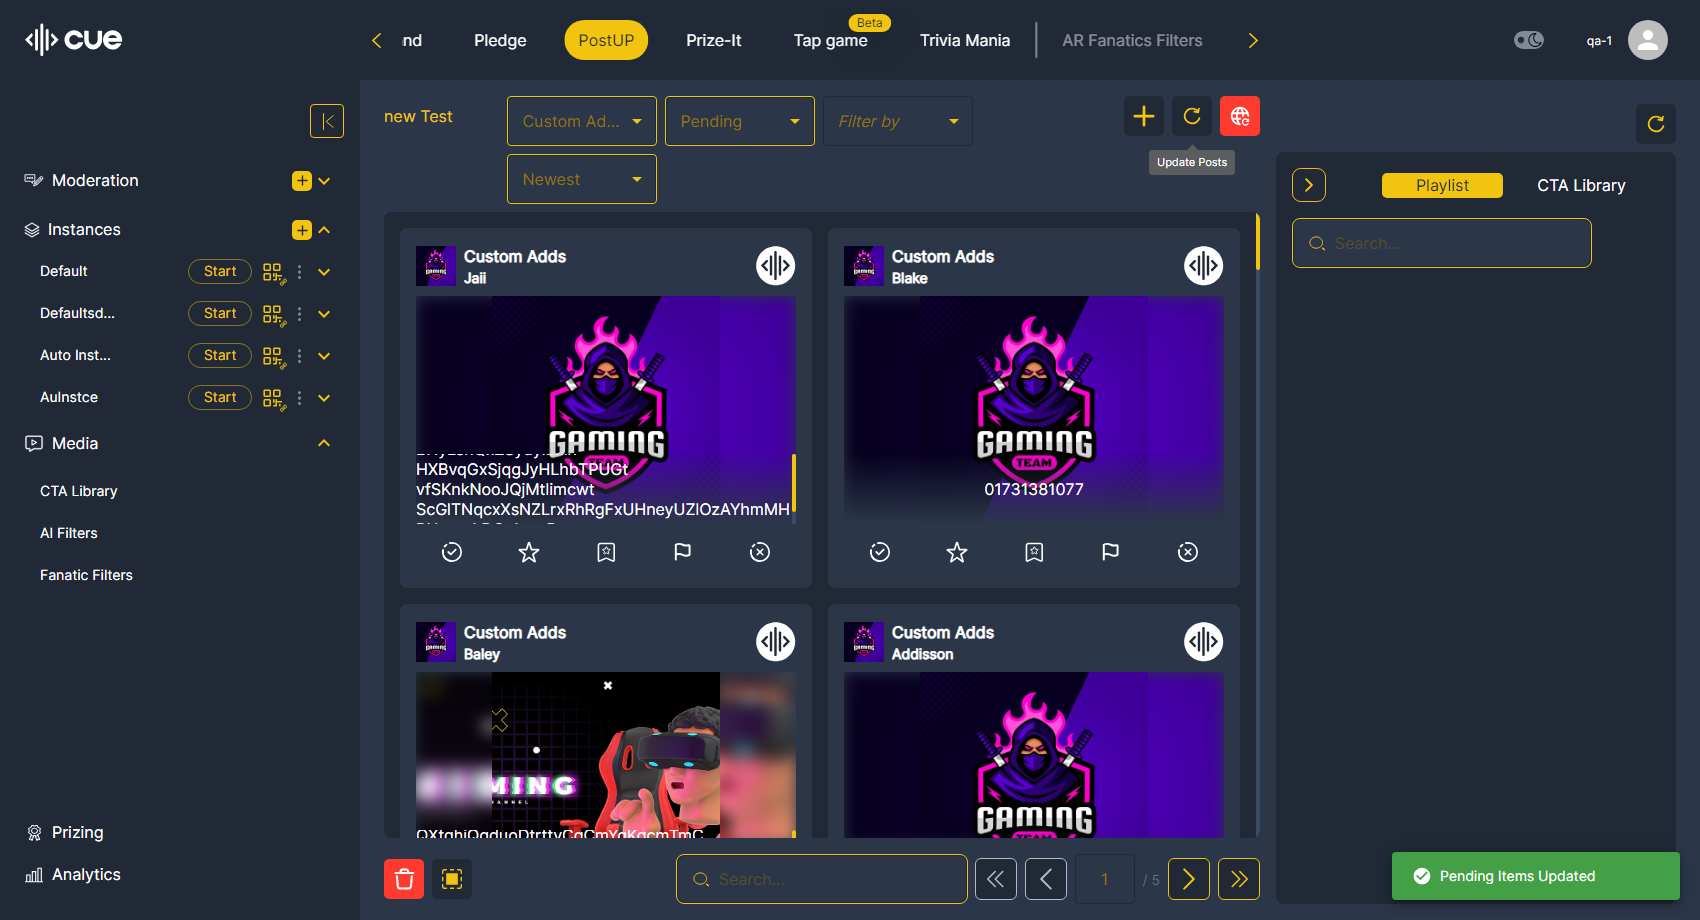 cue
nd
Pledge
PostUP
Prize-It
Beta
Tap game
Trivia Mania
AR Fanatics Filters
qa-1
new Test
Custom Ad...
Pending
Filter by
Newest
Update Posts
Moderation
Instances
Default
Start
Defaultsd...
Start
Auto Inst...
Start
AuInstce
Start
Media
CTA Library
AI Filters
Fanatic Filters
Prizing
Analytics
Custom Adds
Jaii
GAMING
TEAM
HXBvqGxSjqgJyHLhbTPUGt
vfSKnkNooJQjMtlimcwt
ScGlTNqcxXsNZLrxRhRgFxUHneyUZlOzAYhmMH
Custom Adds
Blake
GAMING
TEAM
01731381077
Custom Adds
Baley
MING
Custom Adds
Addisson
GAMING
Search...
1
/ 5
Playlist
CTA Library
Search...
Pending Items Updated